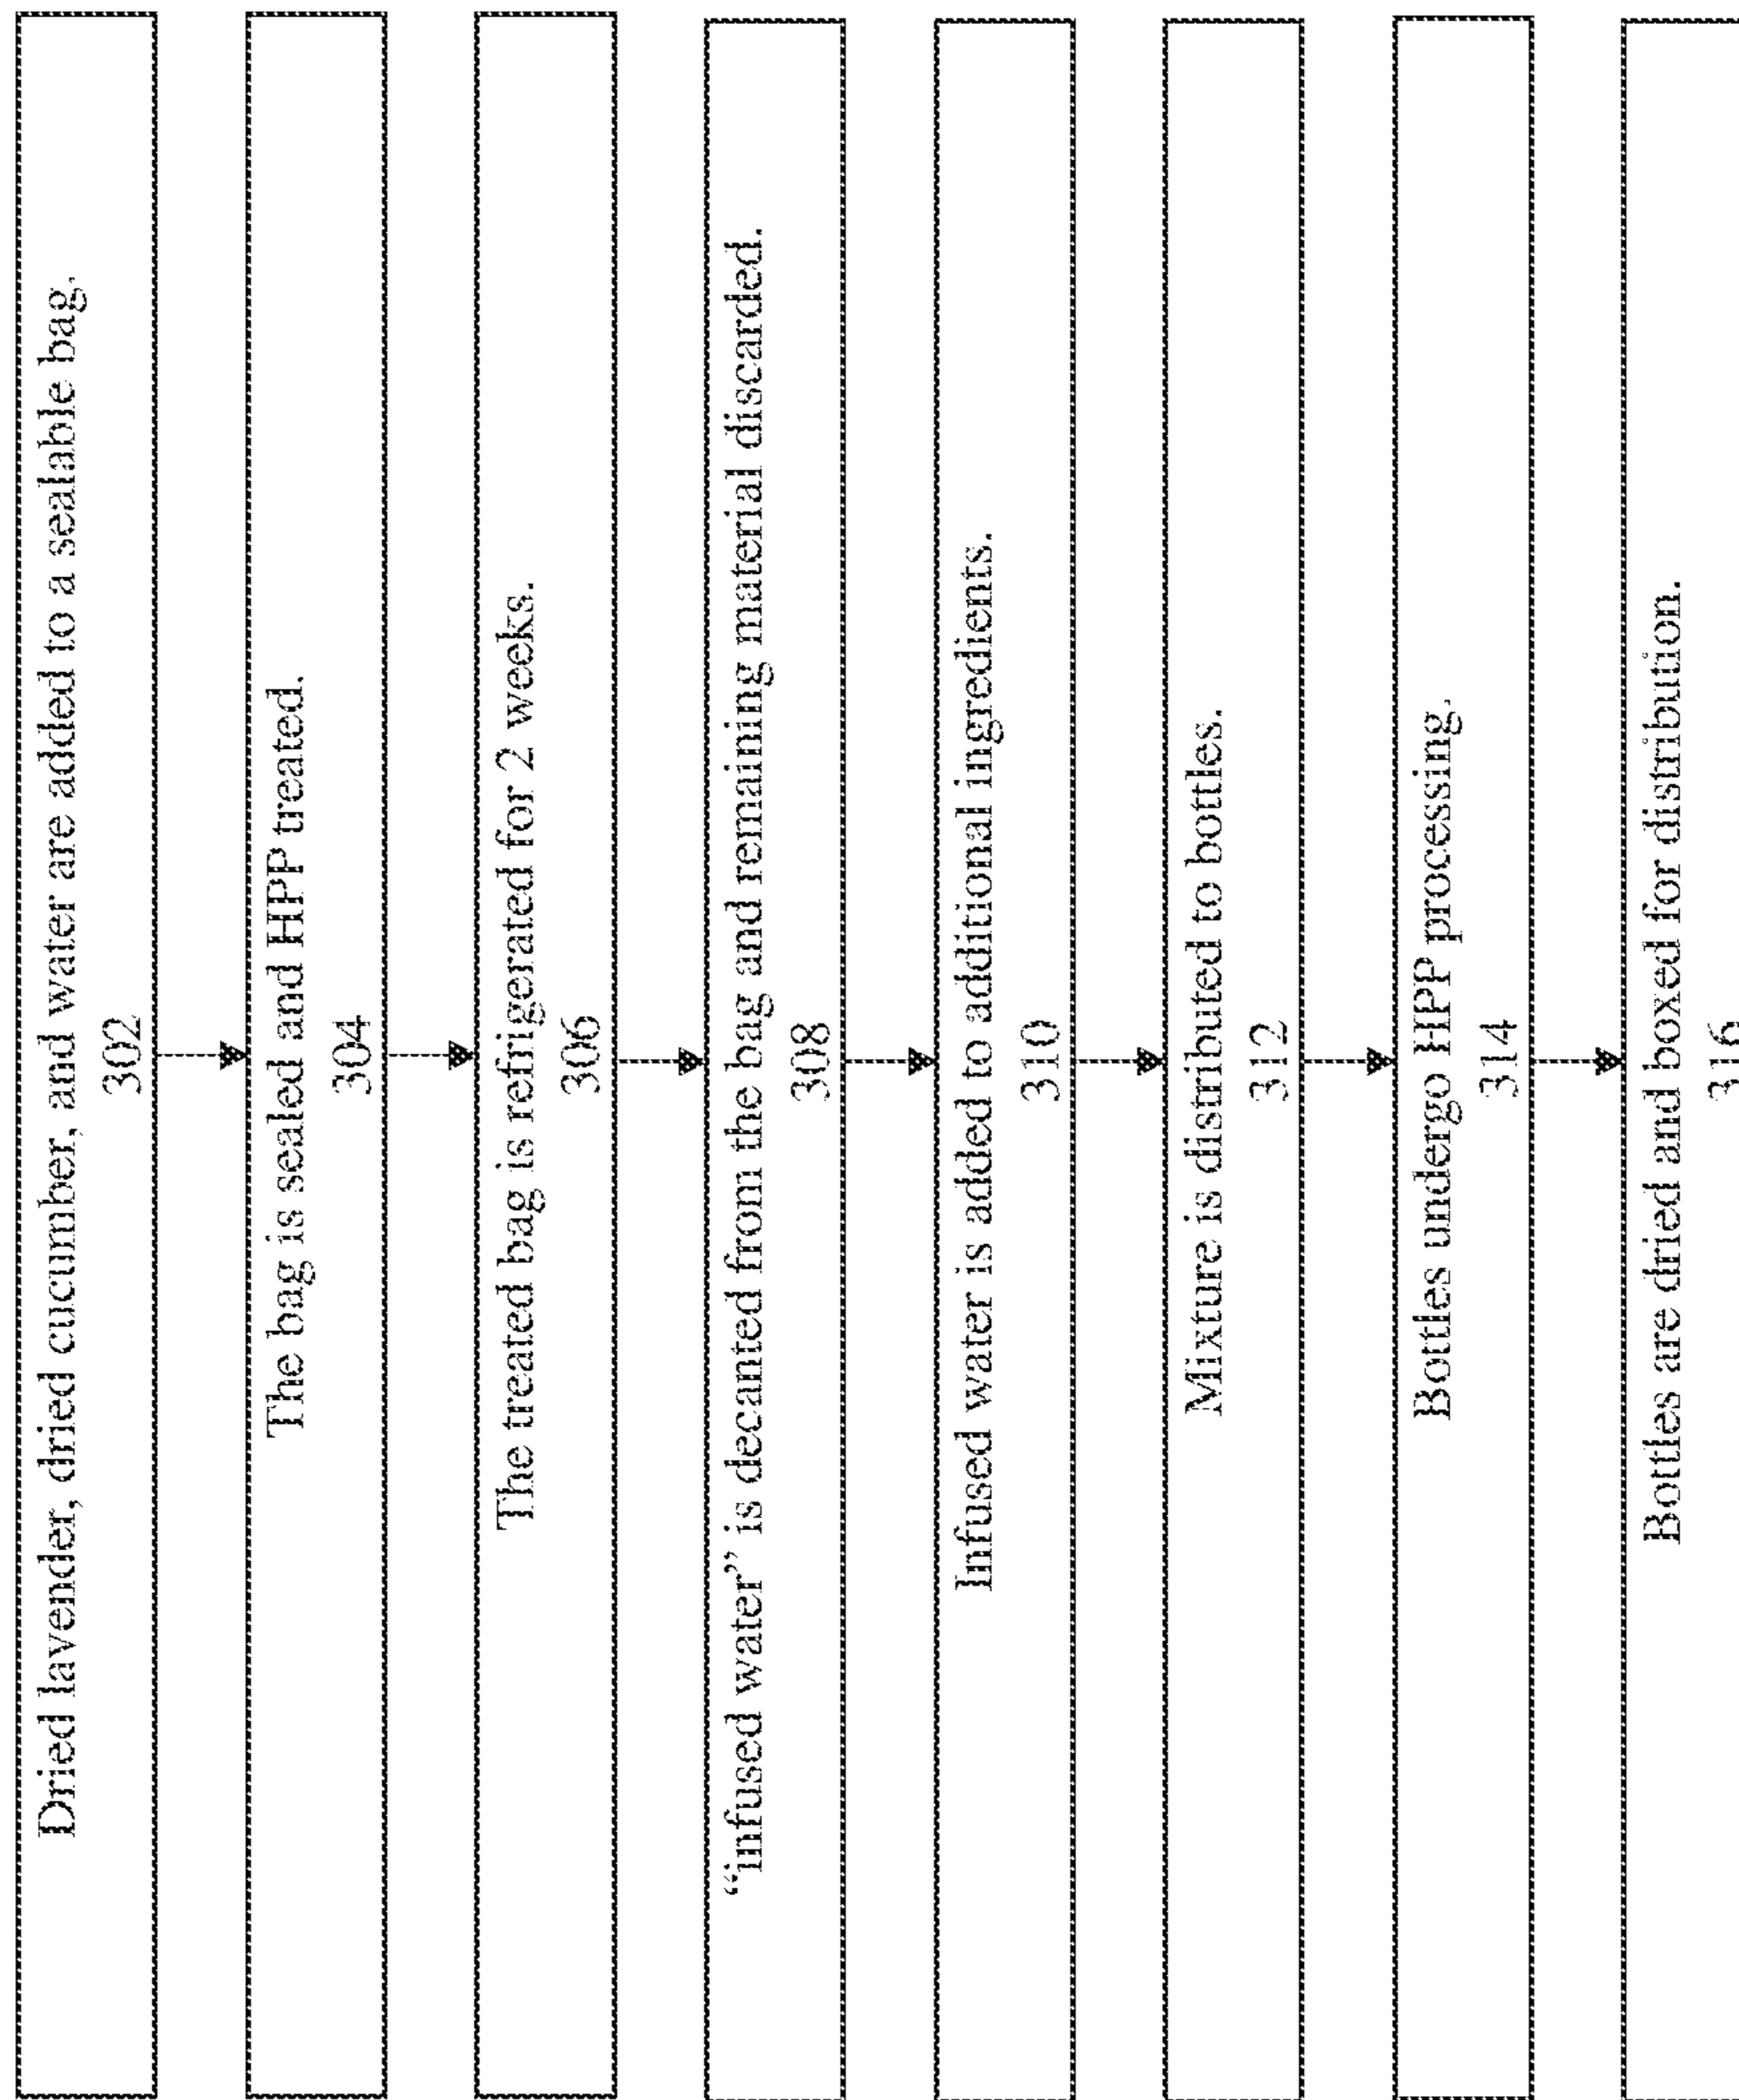 Dried lavender, dried cucumber, and water are added to a sealable bag.
302
The bag is sealed and HPP treated.
304
The treated bag is refrigerated for 2 weeks.
306
“infused water” is decanted from the bag and remaining material discarded.
308
Infused water is added to additional ingredients.
310
Mixture is distributed to bottles.
312
Bottles undergo HPP processing.
314
Bottles are dried and boxed for distribution.
316